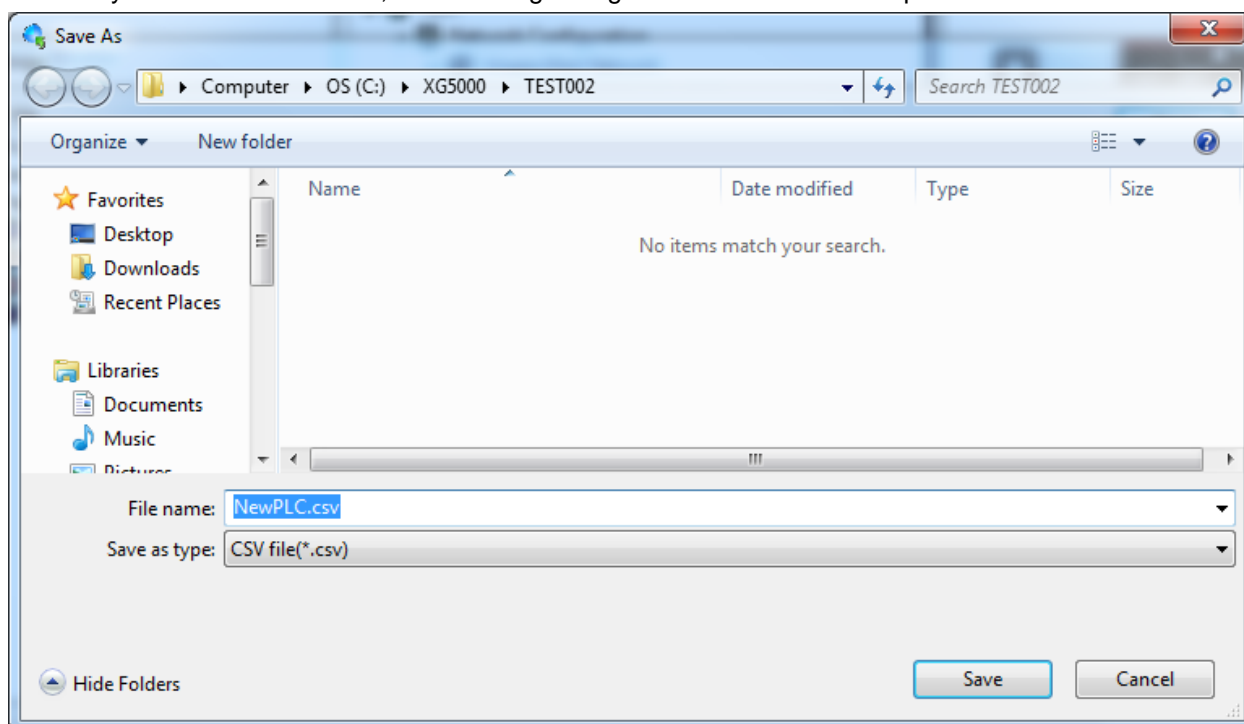 Save As
Computer ▸ OS (C:) ▸ XG5000 ▸ TEST002
Search TEST002
Organize
New folder
Name
Date modified
Type
Size
Favorites
Desktop
Downloads
Recent Places
Libraries
Documents
Music
No items match your search.
File name: NewPLC.csv
Save as type: CSV file(*.csv)
Hide Folders
Save
Cancel